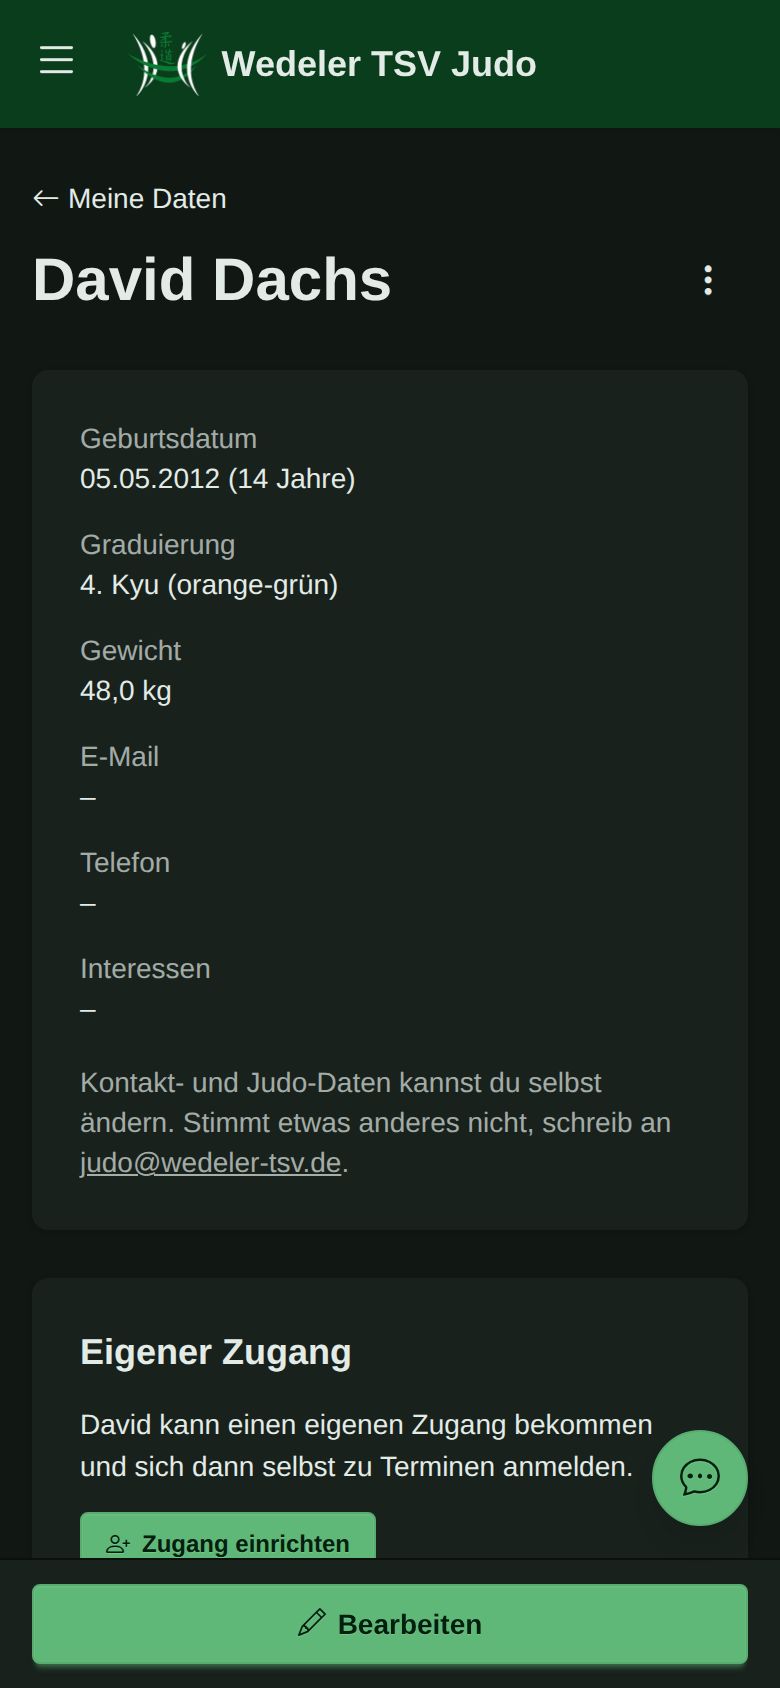 柔道
Wedeler TSV Judo
← Meine Daten
David Dachs
Geburtsdatum
05.05.2012 (14 Jahre)
Graduierung
4. Kyu (orange-grün)
Gewicht
48,0 kg
E-Mail
–
Telefon
–
Interessen
–
Kontakt- und Judo-Daten kannst du selbst
ändern. Stimmt etwas anderes nicht, schreib an
judo@wedeler-tsv.de.
Eigener Zugang
David kann einen eigenen Zugang bekommen
und sich dann selbst zu Terminen anmelden.
Zugang einrichten
Bearbeiten